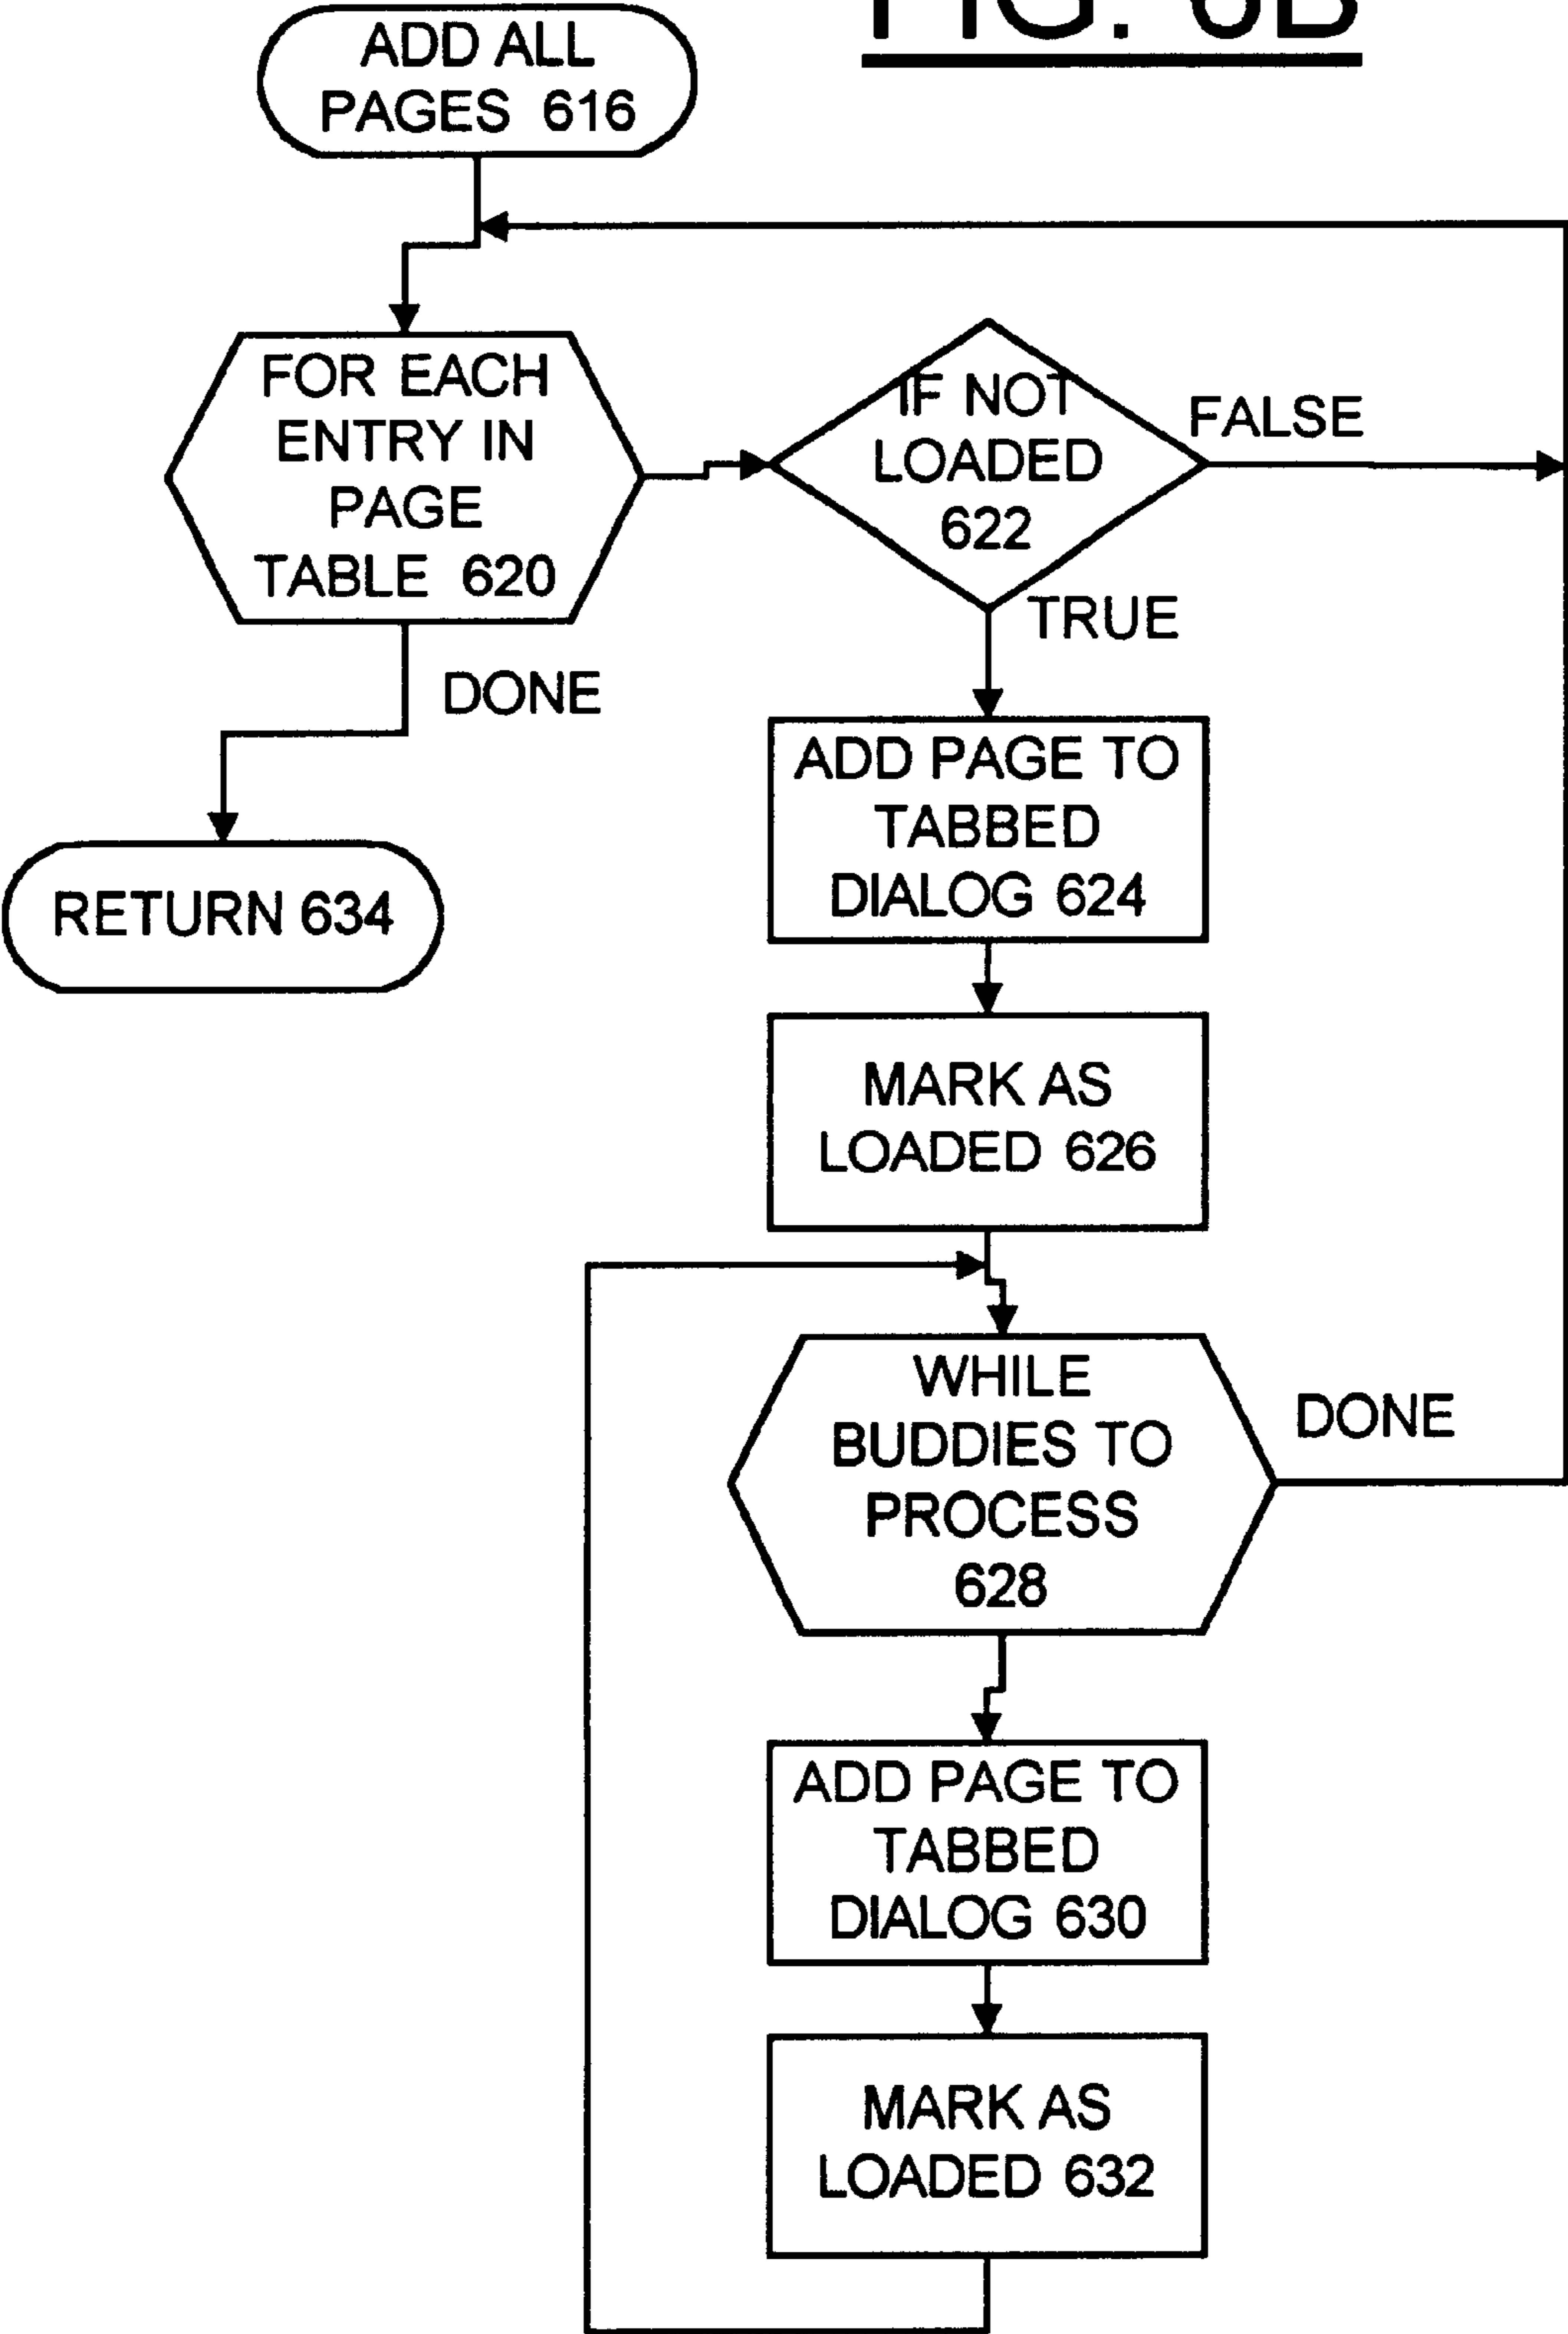 FIG. 6B
ADD ALL
PAGES 616
FOR EACH
ENTRY IN
PAGE
TABLE 620
IF NOT
LOADED
622
FALSE
TRUE
DONE
RETURN 634
ADD PAGE TO
TABBED
DIALOG 624
MARK AS
LOADED 626
WHILE
BUDDIES TO
PROCESS
628
DONE
ADD PAGE TO
TABBED
DIALOG 630
MARK AS
LOADED 632